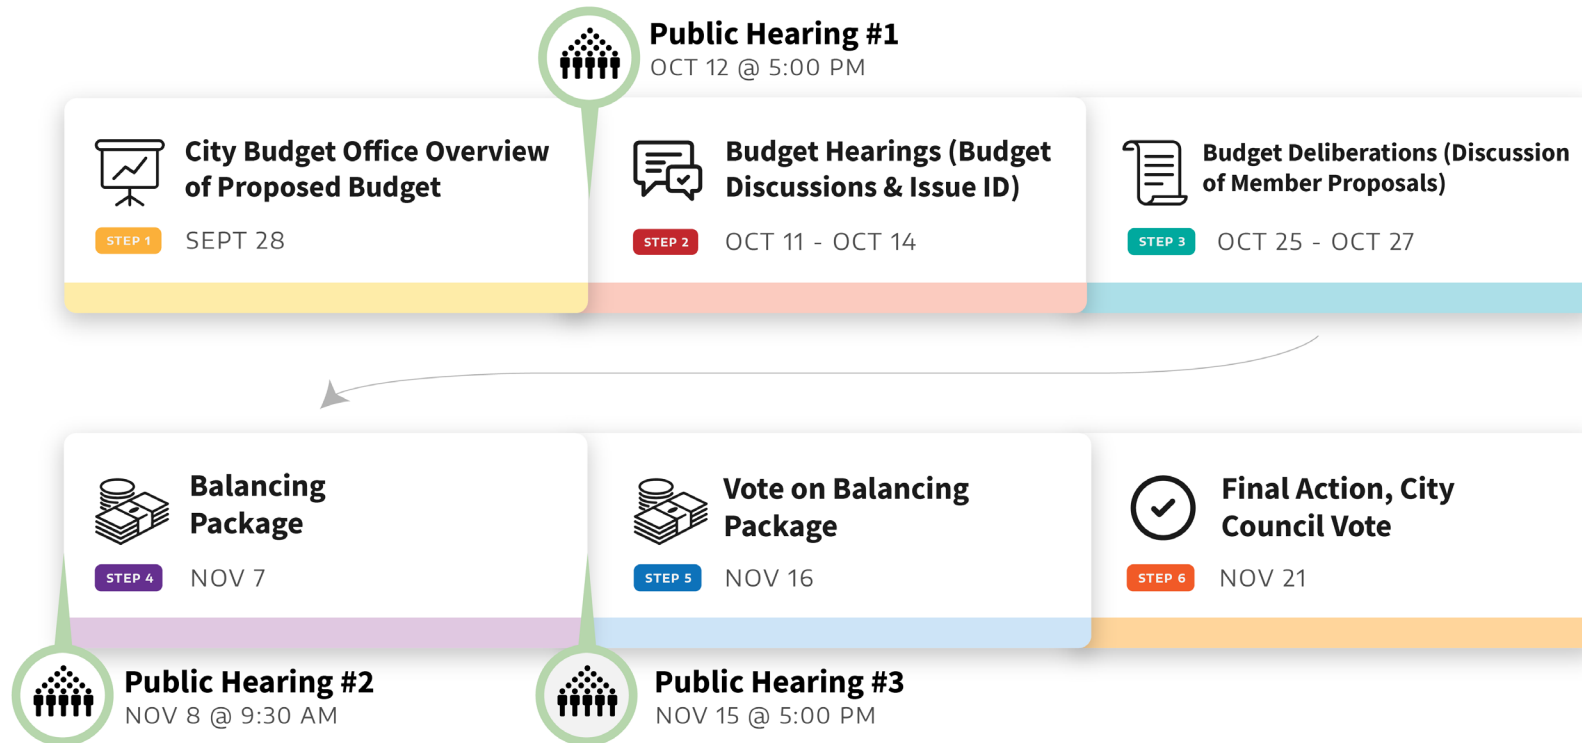 Public Hearing #1
OCT 12 @ 5:00 PM
City Budget Office Overview
of Proposed Budget
STEP 1
SEPT 28
Budget Hearings (Budget
Discussions & Issue ID)
STEP 2
OCT 11 - OCT 14
Budget Deliberations (Discussion
of Member Proposals)
STEP 3
OCT 25 - OCT 27
Balancing
Package
STEP 4
NOV 7
Vote on Balancing
Package
STEP 5
NOV 16
Final Action, City
Council Vote
STEP 6
NOV 21
Public Hearing #2
NOV 8 @ 9:30 AM
Public Hearing #3
NOV 15 @ 5:00 PM